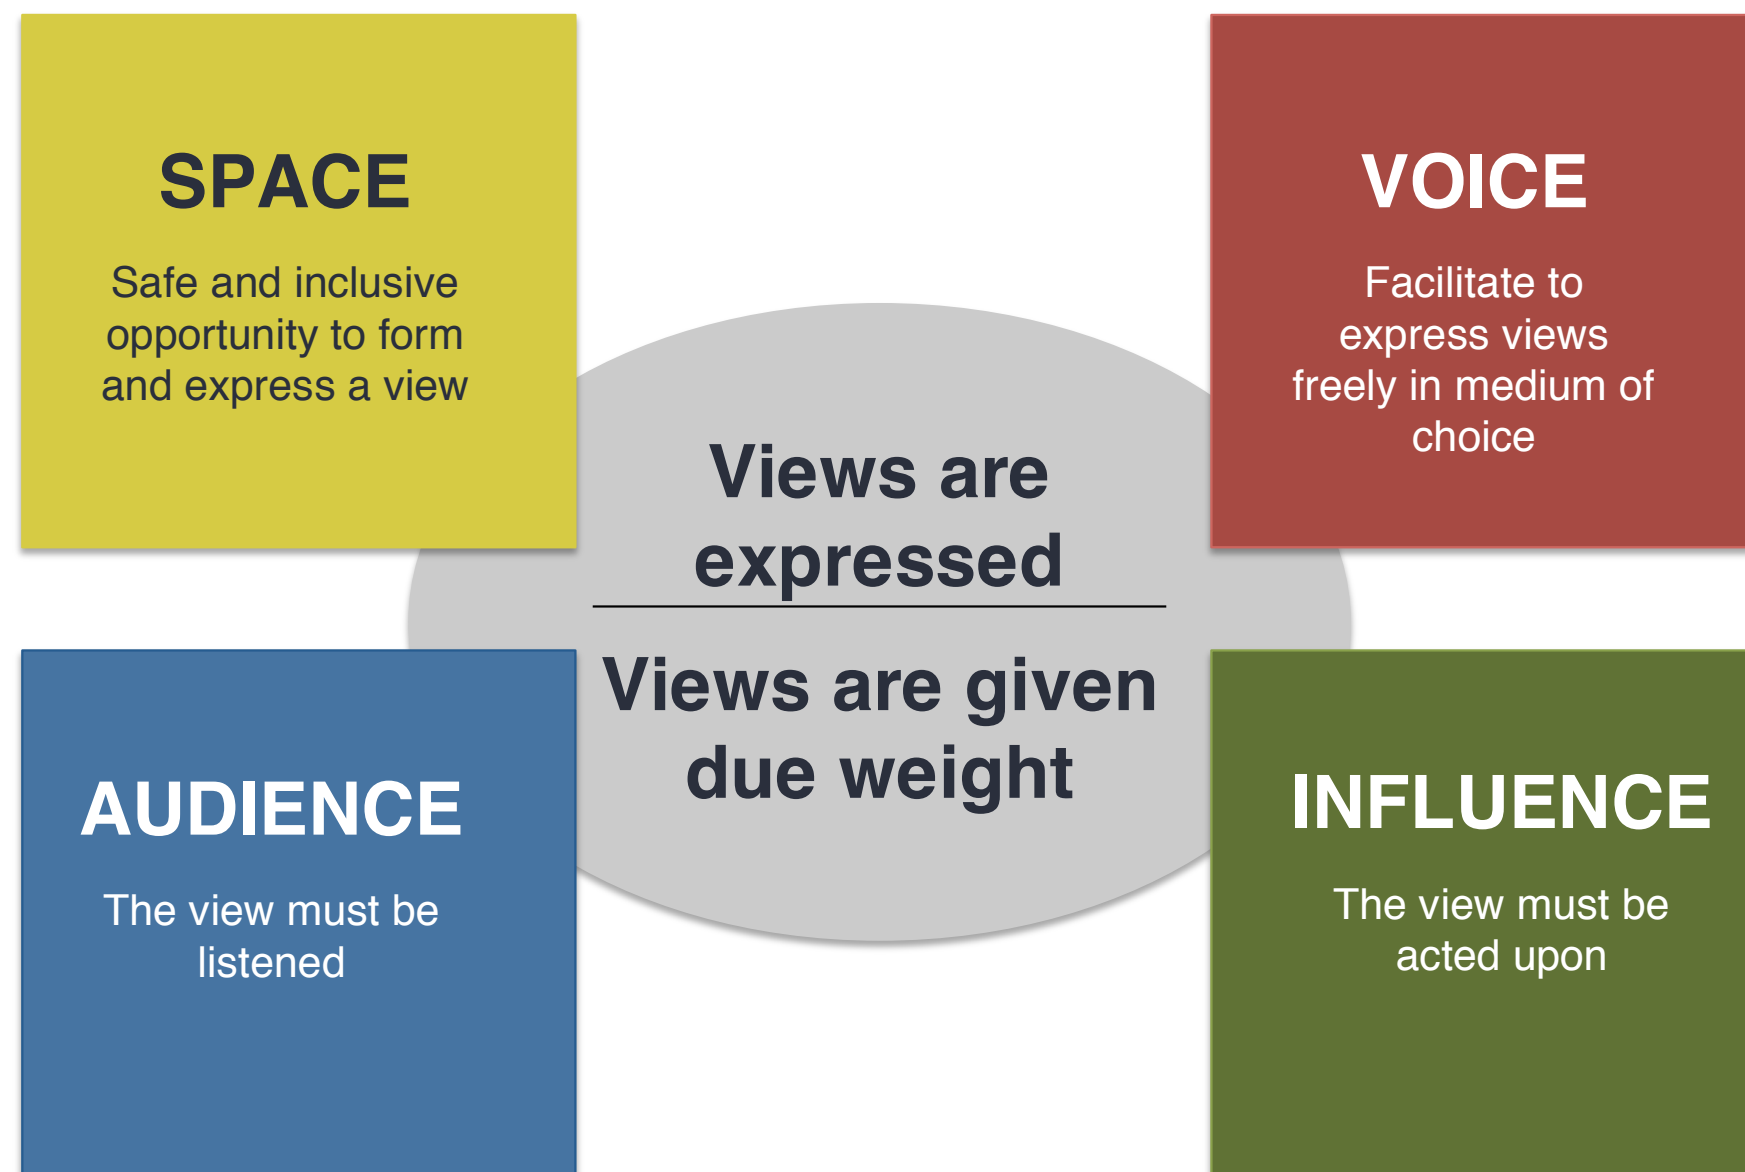 SPACE
Safe and inclusive
opportunity to form
and express a view
VOICE
Facilitate to
express views
freely in medium of
choice
Views are
expressed
Views are given
due weight
AUDIENCE
The view must be
listened
INFLUENCE
The view must be
acted upon